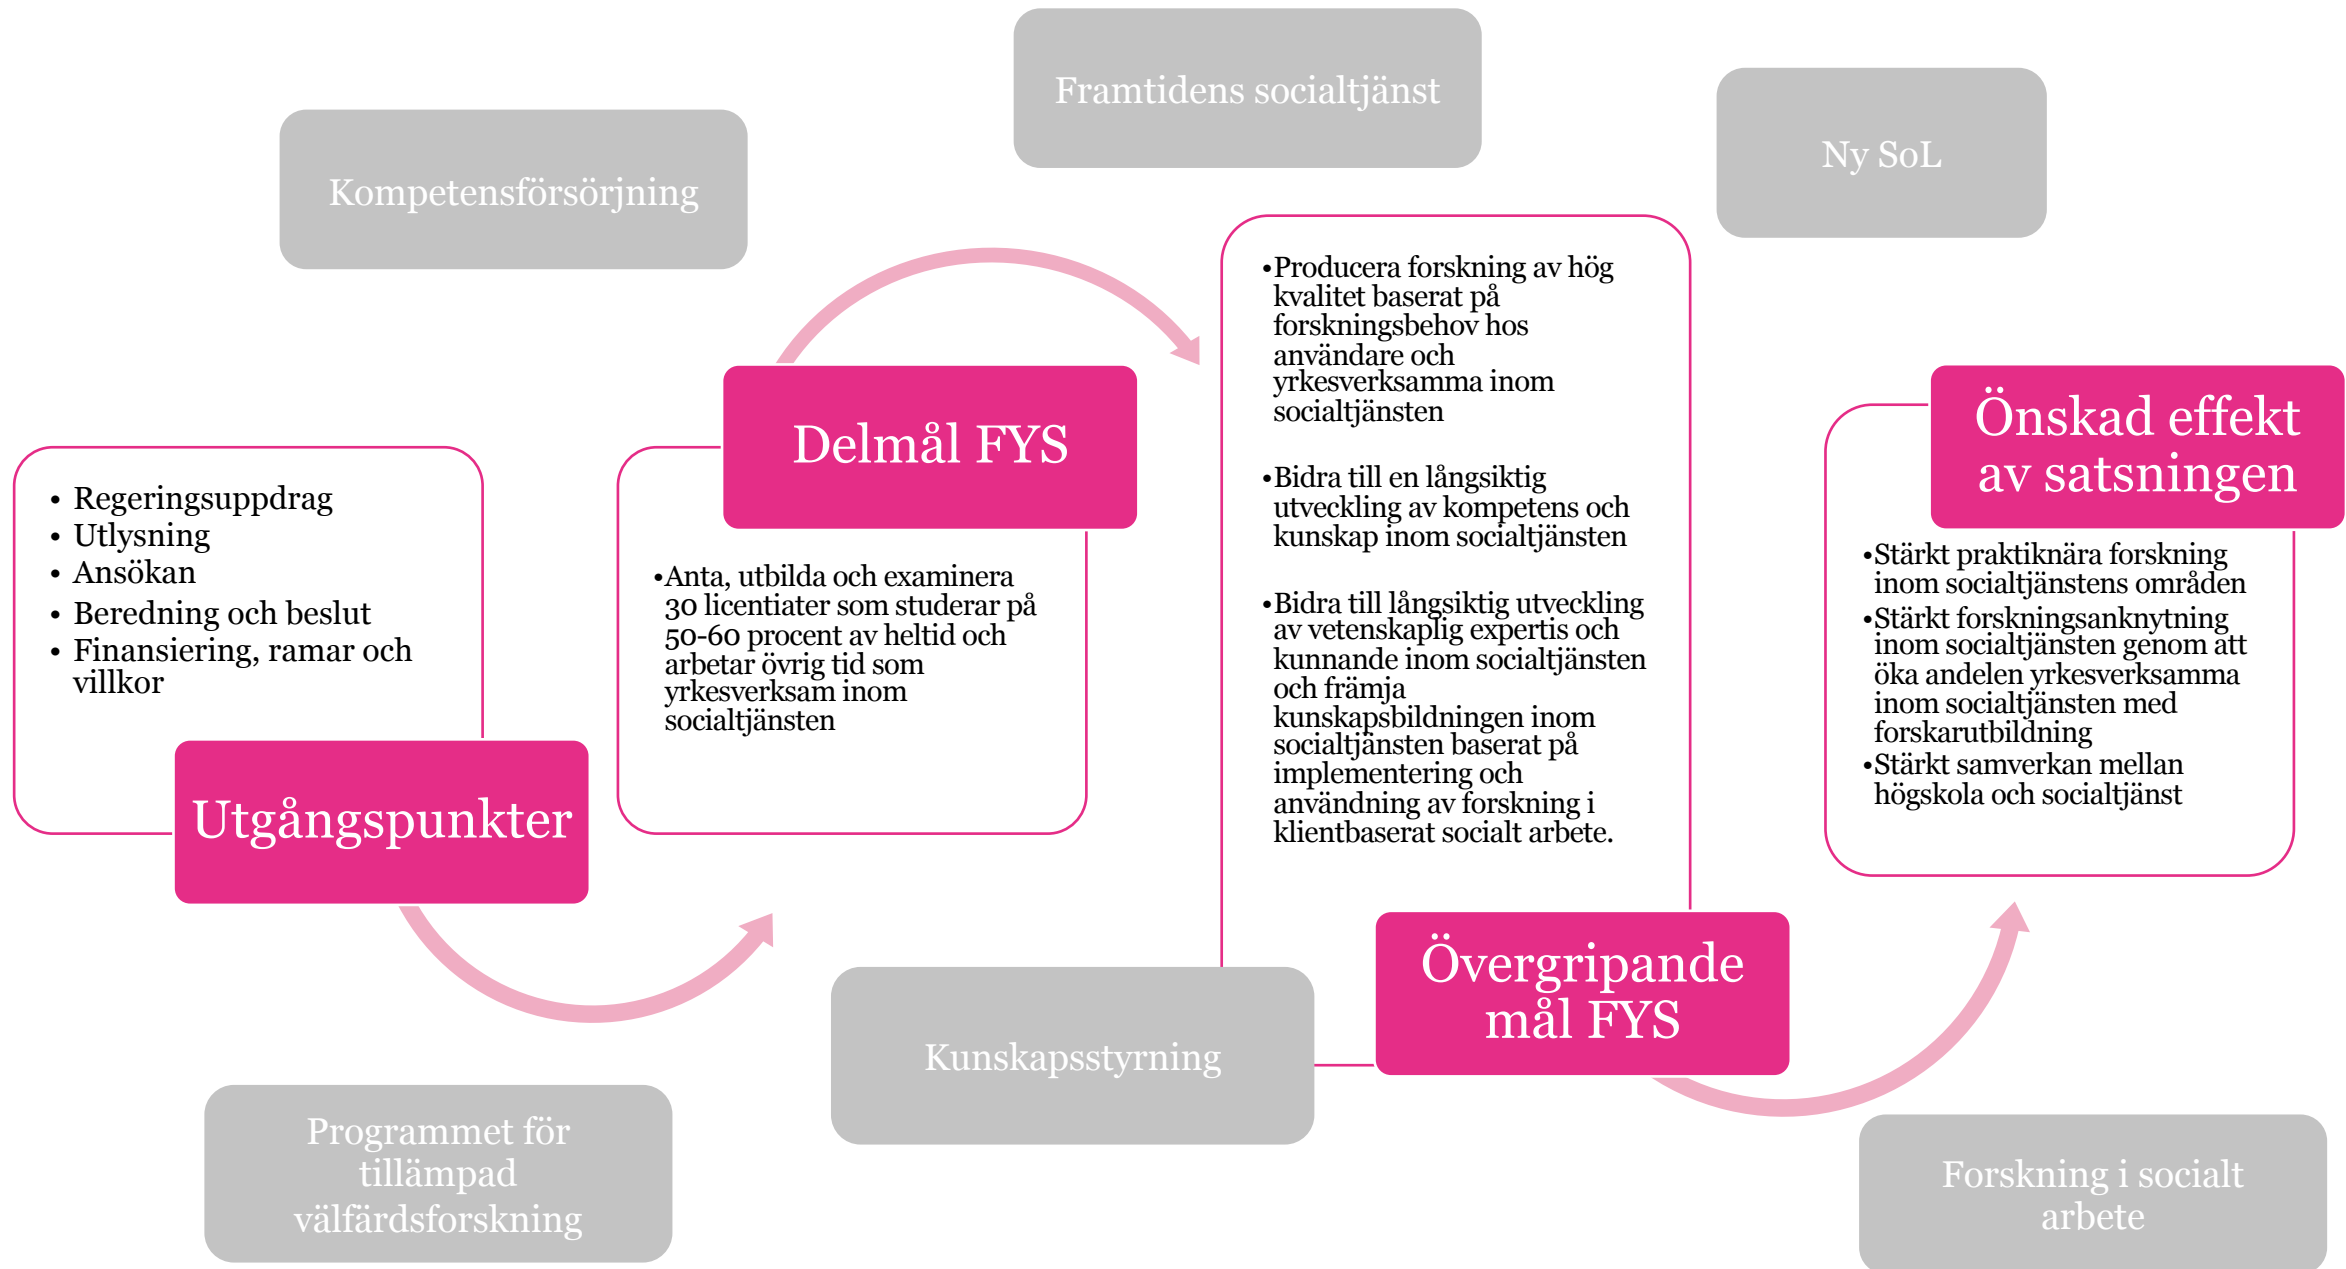 Framtidens socialtjänst
Kompetensförsörjning
Ny SoL
• Regeringsuppdrag
• Utlysning
• Ansökan
• Beredning och beslut
• Finansiering, ramar och
villkor
Utgångspunkter
Delmål FYS
•Anta, utbilda och examinera
30 licentiater som studerar på
50-60 procent av heltid och
arbetar övrig tid som
yrkesverksam inom
socialtjänsten
•Producera forskning av hög
kvalitet baserat på
forskningsbehov hos
användare och
yrkesverksamma inom
socialtjänsten
•Bidra till en långsiktig
utveckling av kompetens och
kunskap inom socialtjänsten
•Bidra till långsiktig utveckling
av vetenskaplig expertis och
kunnande inom socialtjänsten
och främja
kunskapsbildningen inom
socialtjänsten baserat på
implementering och
användning av forskning i
klientbaserat socialt arbete.
Övergripande
mål FYS
Önskad effekt
av satsningen
•Stärkt praktiknära forskning
inom socialtjänstens områden
•Stärkt forskningsanknytning
inom socialtjänsten genom att
öka andelen yrkesverksamma
inom socialtjänsten med
forskarutbildning
•Stärkt samverkan mellan
högskola och socialtjänst
Kunskapsstyrning
Programmet för
tillämpad
välfärdsforskning
Forskning i socialt
arbete